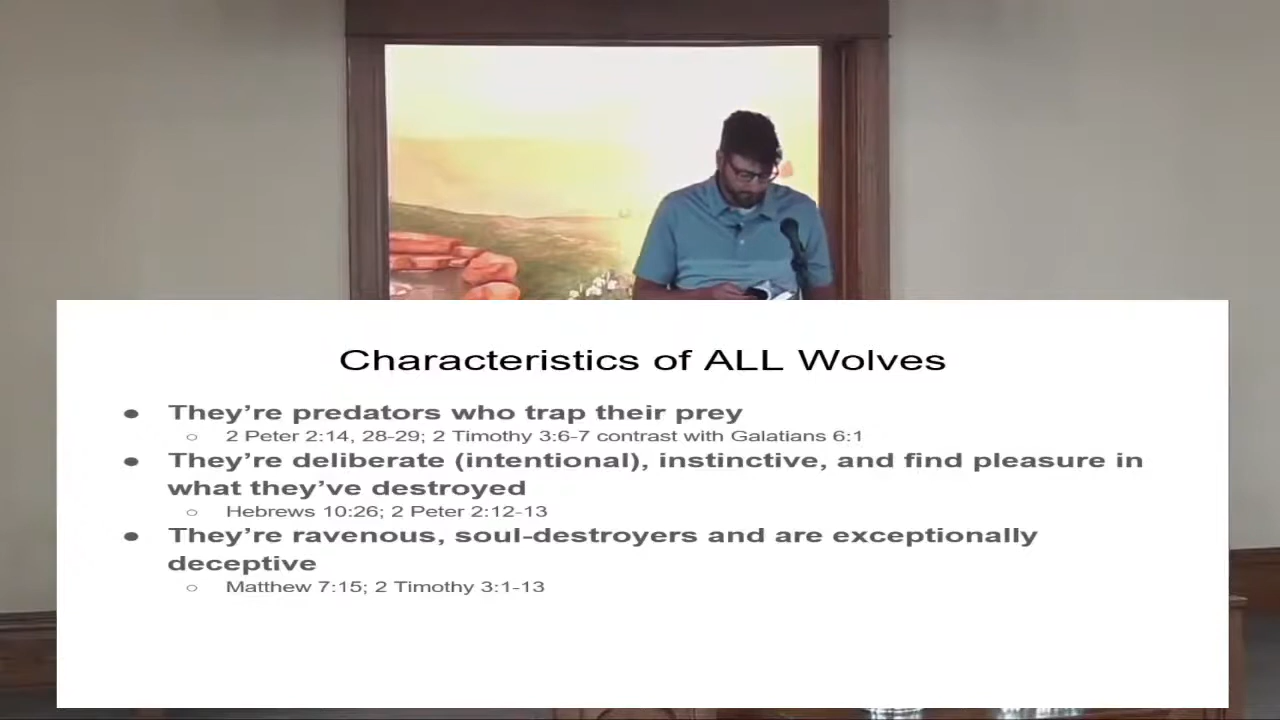 Characteristics of ALL Wolves
● They’re predators who trap their prey
○ 2 Peter 2:14, 28-29; 2 Timothy 3:6-7 contrast with Galatians 6:1
● They’re deliberate (intentional), instinctive, and find pleasure in
what they’ve destroyed
○ Hebrews 10:26; 2 Peter 2:12-13
● They’re ravenous, soul-destroyers and are exceptionally
deceptive
○ Matthew 7:15; 2 Timothy 3:1-13